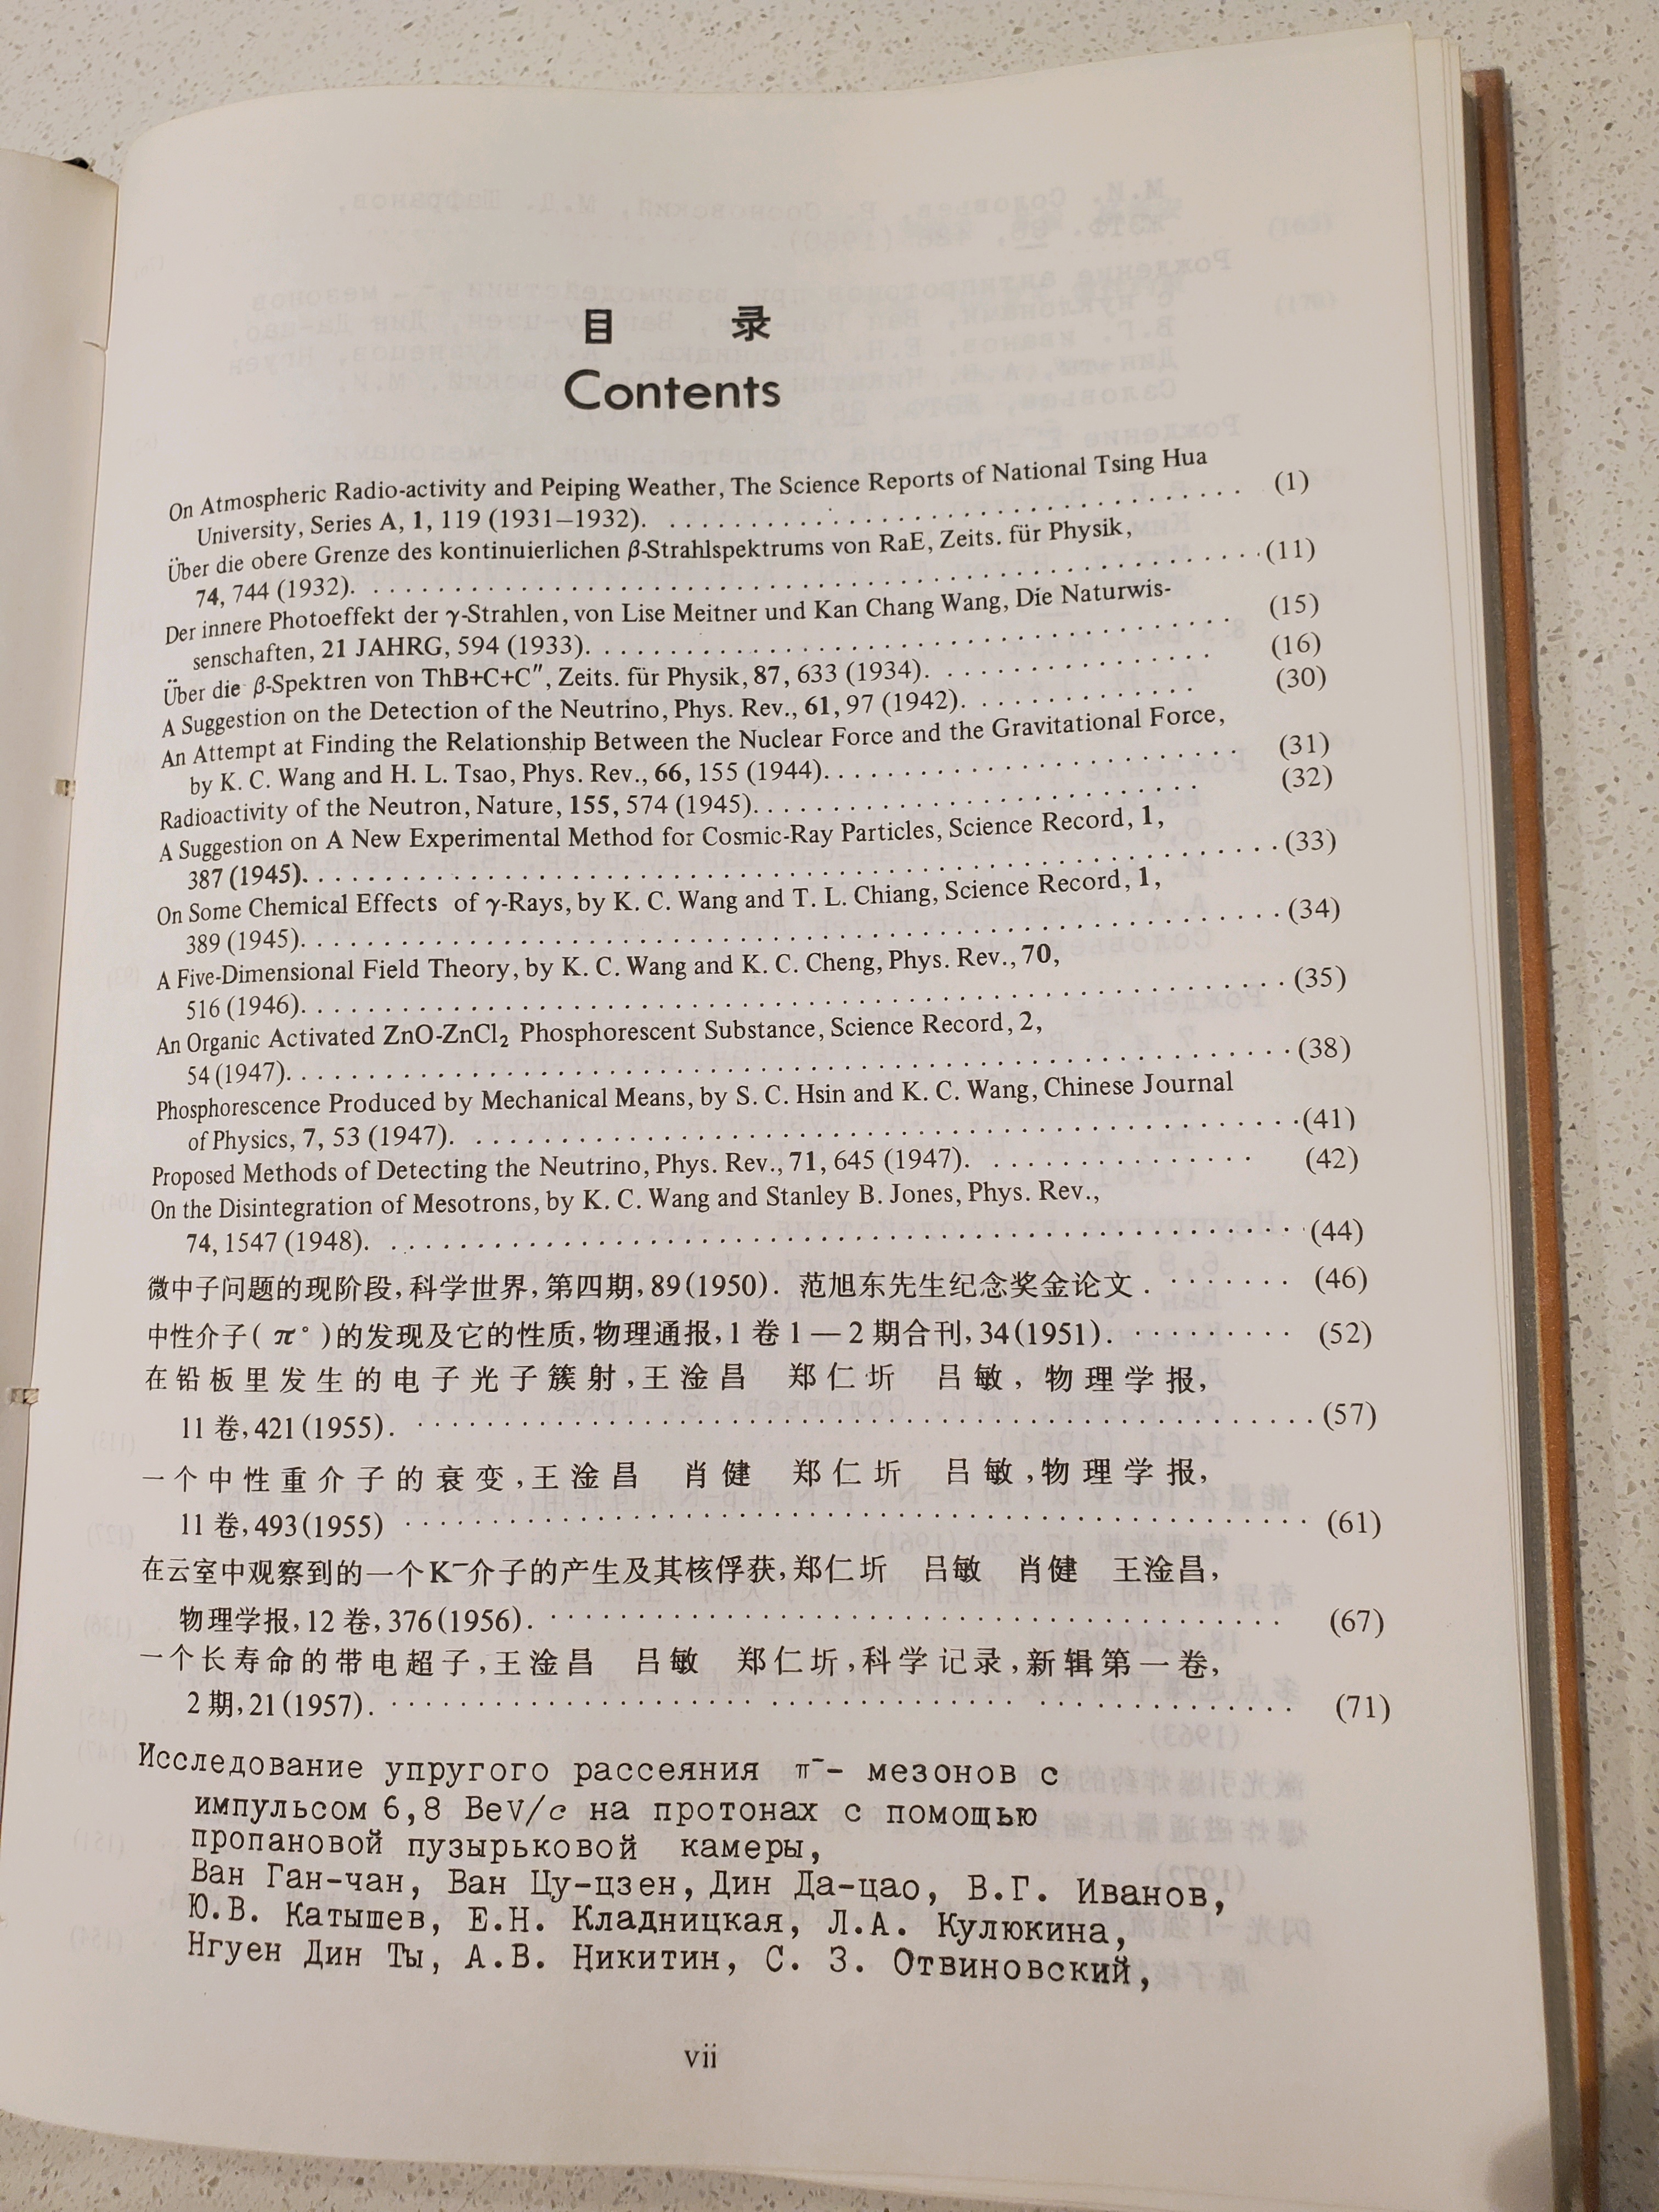 目 录
Contents
On Atmospheric Radio-activity and Peiping Weather, The Science Reports of National Tsing Hua
University, Series A, 1, 119 (1931–1932). . . . . . . . . . . . . . . . . . . . . . . . . . . . . . . . (1)
Über die obere Grenze des kontinuierlichen β-Strahlspektrums von RaE, Zeits. für Physik,
74, 744 (1932). . . . . . . . . . . . . . . . . . . . . . . . . . . . . . . . . . . . . . . . . . . . . (11)
Der innere Photoeffekt der γ-Strahlen, von Lise Meitner und Kan Chang Wang, Die Naturwis-
senschaften, 21 JAHRG, 594 (1933). . . . . . . . . . . . . . . . . . . . . . . . . . . . . . . . . (15)
Über die β-Spektren von ThB+C+C″, Zeits. für Physik, 87, 633 (1934). . . . . . . . . . . . . . . (16)
A Suggestion on the Detection of the Neutrino, Phys. Rev., 61, 97 (1942). . . . . . . . . . . . . (30)
An Attempt at Finding the Relationship Between the Nuclear Force and the Gravitational Force,
by K. C. Wang and H. L. Tsao, Phys. Rev., 66, 155 (1944). . . . . . . . . . . . . . . . . . . . . (31)
Radioactivity of the Neutron, Nature, 155, 574 (1945). . . . . . . . . . . . . . . . . . . . . . . (32)
A Suggestion on A New Experimental Method for Cosmic-Ray Particles, Science Record, 1,
387 (1945). . . . . . . . . . . . . . . . . . . . . . . . . . . . . . . . . . . . . . . . . . . . . . . (33)
On Some Chemical Effects of γ-Rays, by K. C. Wang and T. L. Chiang, Science Record, 1,
389 (1945). . . . . . . . . . . . . . . . . . . . . . . . . . . . . . . . . . . . . . . . . . . . . . . (34)
A Five-Dimensional Field Theory, by K. C. Wang and K. C. Cheng, Phys. Rev., 70,
516 (1946). . . . . . . . . . . . . . . . . . . . . . . . . . . . . . . . . . . . . . . . . . . . . . . (35)
An Organic Activated ZnO-ZnCl₂ Phosphorescent Substance, Science Record, 2,
54 (1947). . . . . . . . . . . . . . . . . . . . . . . . . . . . . . . . . . . . . . . . . . . . . . . . (38)
Phosphorescence Produced by Mechanical Means, by S. C. Hsin and K. C. Wang, Chinese Journal
of Physics, 7, 53 (1947). . . . . . . . . . . . . . . . . . . . . . . . . . . . . . . . . . . . . . . . (41)
Proposed Methods of Detecting the Neutrino, Phys. Rev., 71, 645 (1947). . . . . . . . . . . . . . (42)
On the Disintegration of Mesotrons, by K. C. Wang and Stanley B. Jones, Phys. Rev.,
74, 1547 (1948). . . . . . . . . . . . . . . . . . . . . . . . . . . . . . . . . . . . . . . . . . . . (44)
微中子问题的现阶段,科学世界,第四期,89(1950). 范旭东先生纪念奖金论文 . · · · · · · · (46)
中性介子( π° )的发现及它的性质,物理通报,1 卷 1 — 2 期合刊,34(1951). · · · · · · · · · (52)
在铅板里发生的电子光子簇射,王淦昌 郑仁圻 吕敏, 物理学报,
11 卷,421(1955). · · · · · · · · · · · · · · · · · · · · · · · · · · · · · · · · · · · · · · · (57)
一个中性重介子的衰变,王淦昌 肖健 郑仁圻 吕敏,物理学报,
11 卷,493(1955) · · · · · · · · · · · · · · · · · · · · · · · · · · · · · · · · · · · · · · · (61)
在云室中观察到的一个K⁻介子的产生及其核俘获,郑仁圻 吕敏 肖健 王淦昌,
物理学报,12 卷,376(1956). · · · · · · · · · · · · · · · · · · · · · · · · · · · · · · · · (67)
一个长寿命的带电超子,王淦昌 吕敏 郑仁圻,科学记录,新辑第一卷,
2 期,21(1957). · · · · · · · · · · · · · · · · · · · · · · · · · · · · · · · · · · · · · · · (71)
Исследование упругого рассеяния π⁻- мезонов с
импульсом 6,8 BeV/c на протонах с помощью
пропановой пузырьковой камеры,
Ван Ган-чан, Ван Цу-цзен, Дин Да-цао, В.Г. Иванов,
Ю.В. Катышев, Е.Н. Кладницкая, Л.А. Кулюкина,
Нгуен Дин Ты, А.В. Никитин, С. З. Отвиновский,
vii